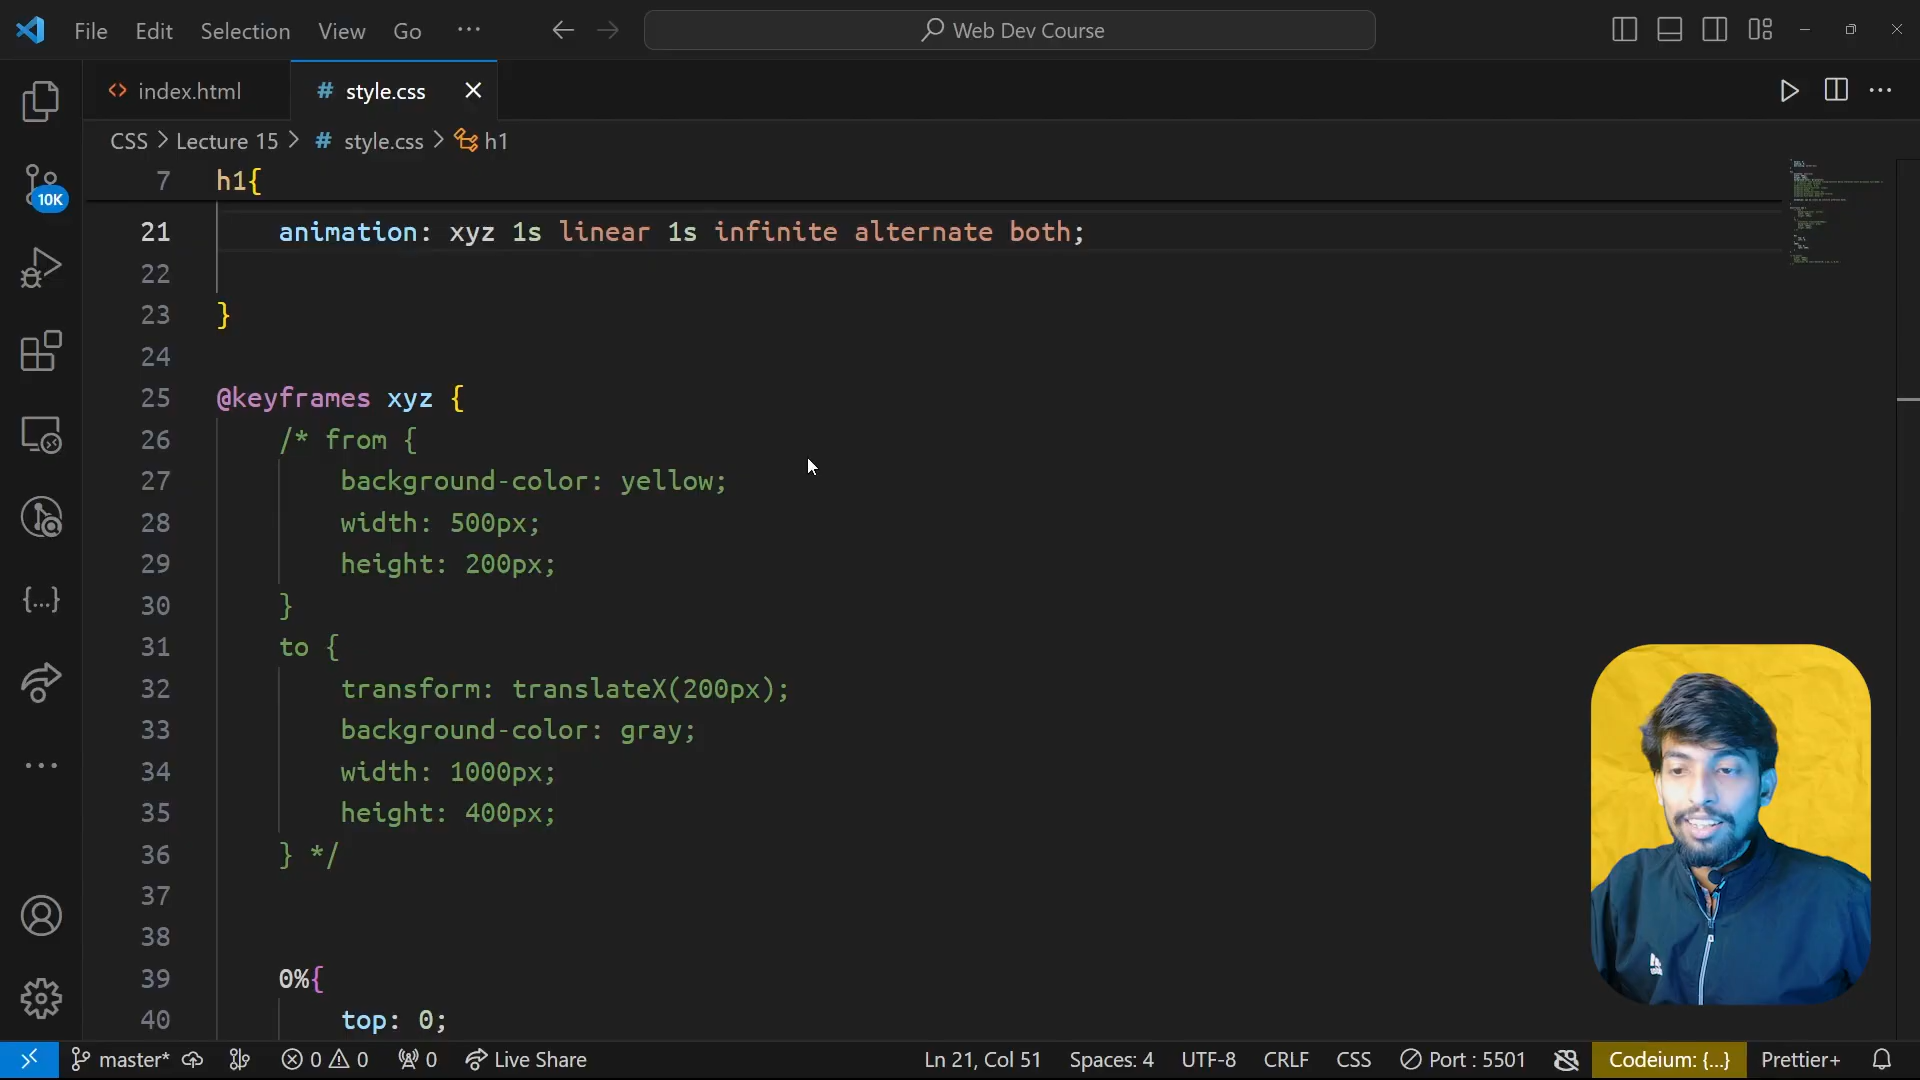 File Edit Selection View Go ··· Web Dev Course
index.html # style.css
CSS > Lecture 15 > # style.css > h1
7 h1{
21 animation: xyz 1s linear 1s infinite alternate both;
22
23 }
24
25 @keyframes xyz {
26 /* from {
27 background-color: yellow;
28 width: 500px;
29 height: 200px;
30 }
31 to {
32 transform: translateX(200px);
33 background-color: gray;
34 width: 1000px;
35 height: 400px;
36 } */
37
38
39 0%{
40 top: 0;
10K
master* 0 0 0 Live Share Ln 21, Col 51 Spaces: 4 UTF-8 CRLF CSS Port : 5501 Codeium: {...} Prettier+